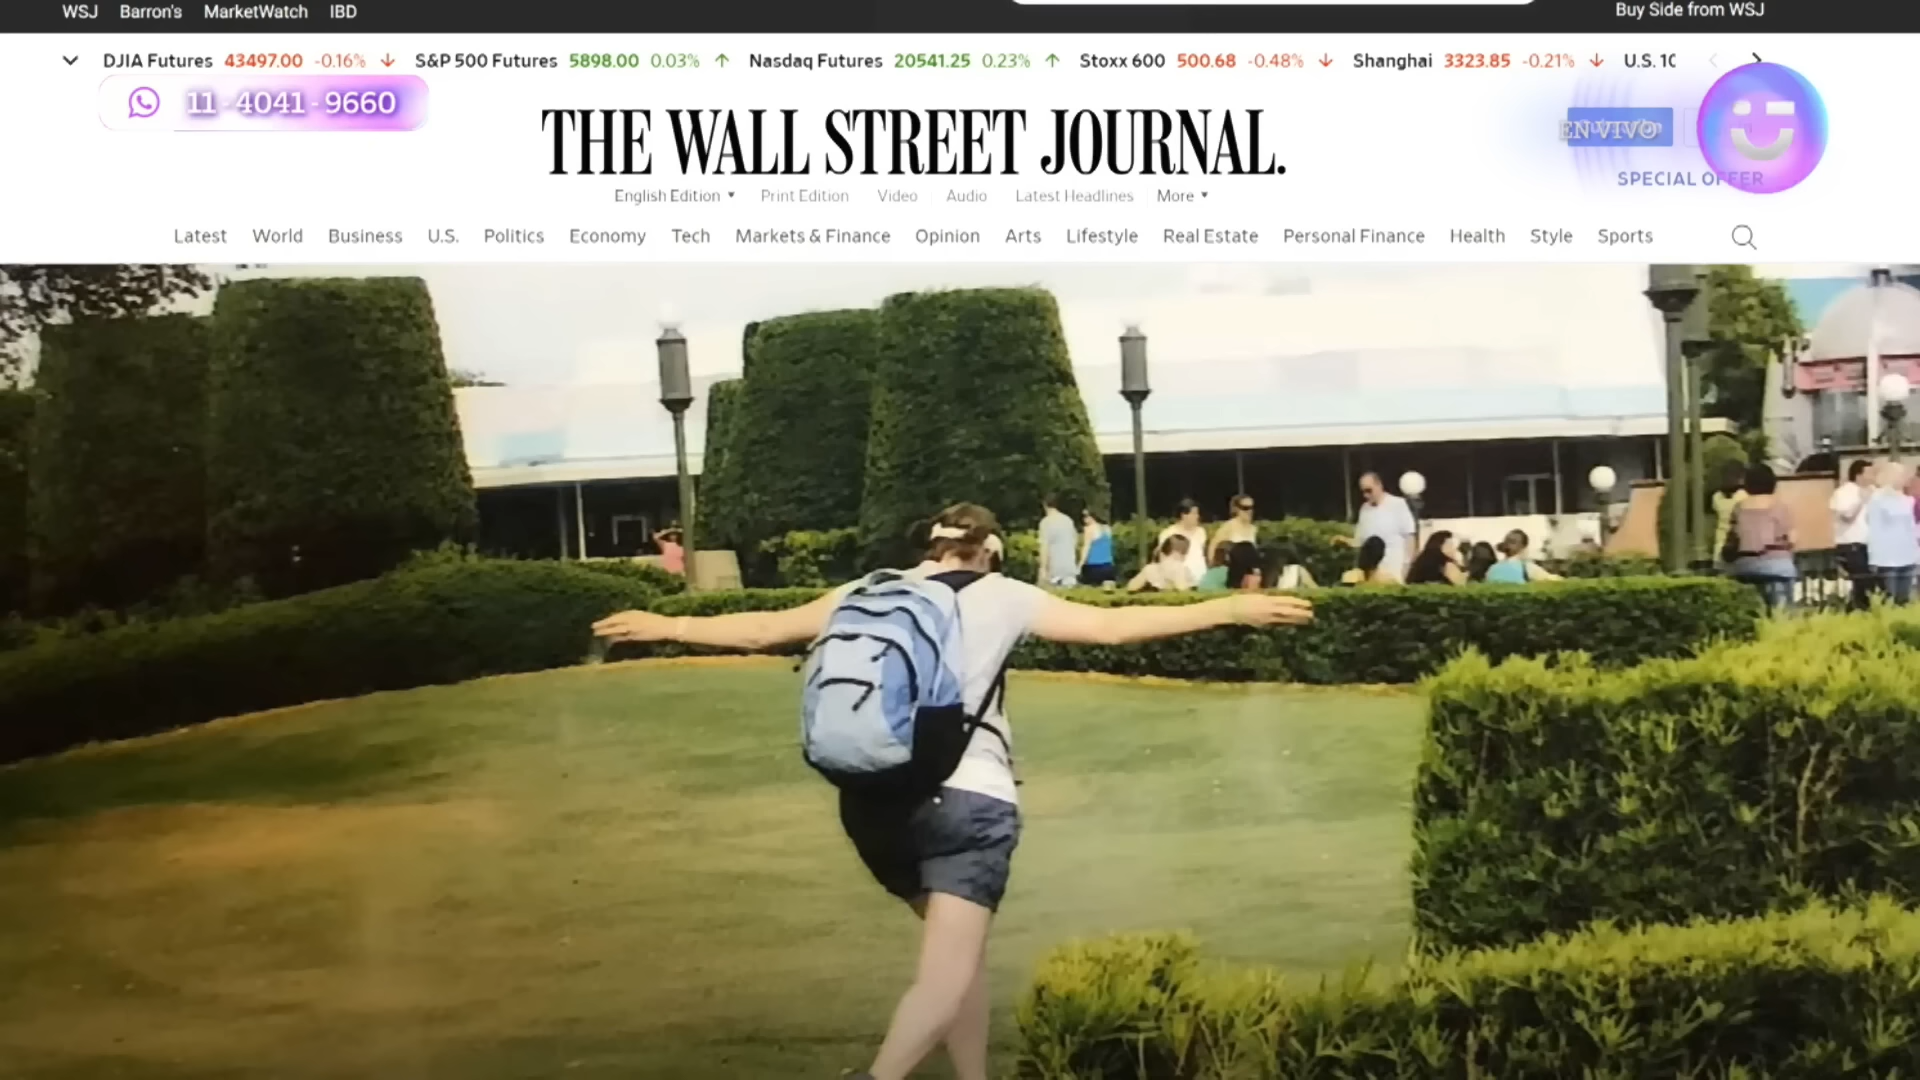 WSJ Barron's MarketWatch IBD Buy Side from WSJ
DJIA Futures 43497.00 -0.16% S&P 500 Futures 5898.00 0.03% Nasdaq Futures 20541.25 0.23% Stoxx 600 500.68 -0.48% Shanghai 3323.85 -0.21% U.S. 10
11-4041-9660
THE WALL STREET JOURNAL.
EN VIVO
SPECIAL OFFER
English Edition Print Edition Video Audio Latest Headlines More
Latest World Business U.S. Politics Economy Tech Markets & Finance Opinion Arts Lifestyle Real Estate Personal Finance Health Style Sports